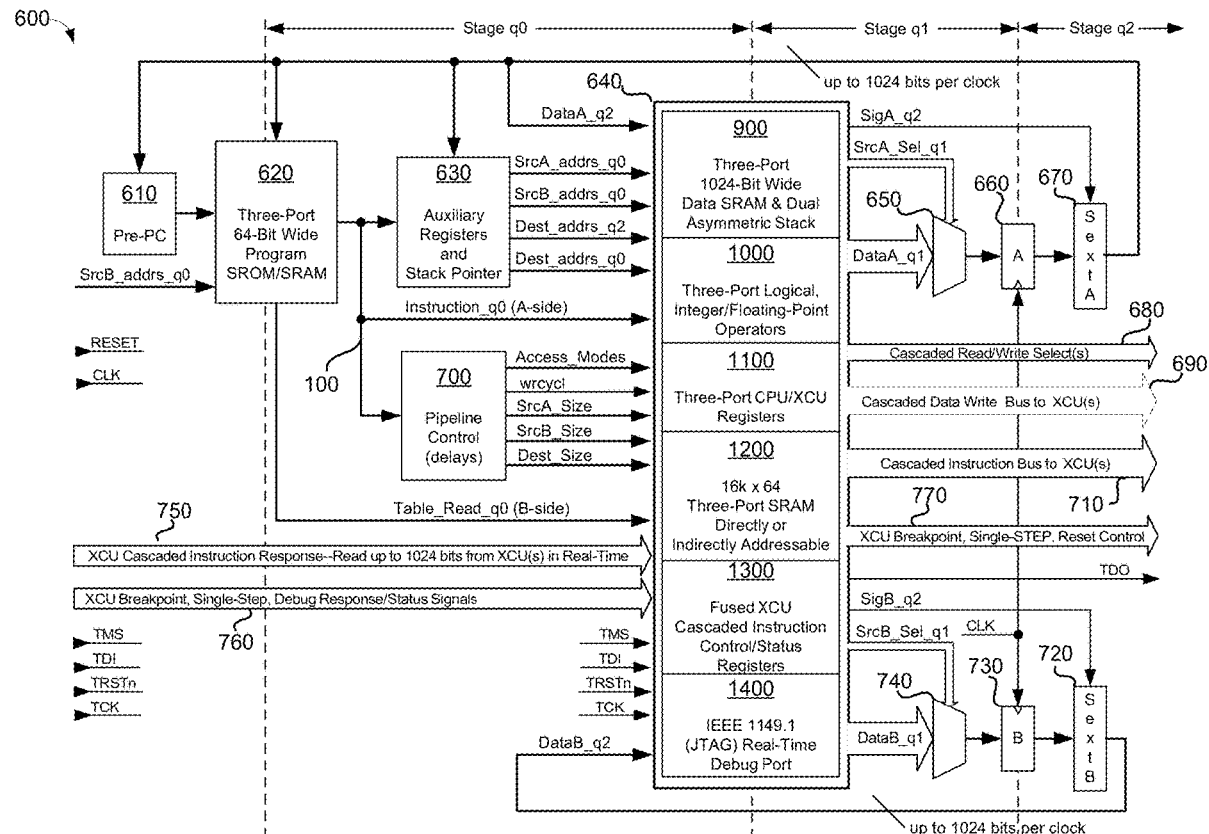 600
Stage q0
Stage q1
Stage q2
up to 1024 bits per clock
640
DataA_q2
610
Pre-PC
SrcB_addrs_q0
620
Three-Port
64-Bit Wide
Program
SROM/SRAM
630
Auxiliary
Registers
and
Stack Pointer
SrcA_addrs_q0
SrcB_addrs_q0
Dest_addrs_q2
Dest_addrs_q0
Instruction_q0 (A-side)
100
RESET
CLK
700
Pipeline
Control
(delays)
Access_Modes
wrcycl
SrcA_Size
SrcB_Size
Dest_Size
Table_Read_q0 (B-side)
750
XCU Cascaded Instruction Response--Read up to 1024 bits from XCU(s) in Real-Time
XCU Breakpoint, Single-Step, Debug Response/Status Signals
760
TMS
TDI
TRSTn
TCK
TMS
TDI
TRSTn
TCK
DataB_q2
900
Three-Port
1024-Bit Wide
Data SRAM & Dual
Asymmetric Stack
1000
Three-Port Logical,
Integer/Floating-Point
Operators
1100
Three-Port CPU/XCU
Registers
1200
16k x 64
Three-Port SRAM
Directly or
Indirectly Addressable
1300
Fused XCU
Cascaded Instruction
Control/Status
Registers
1400
IEEE 1149.1
(JTAG) Real-Time
Debug Port
SigA_q2
SrcA_Sel_q1
650
660
670
DataA_q1
A
SextA
680
Cascaded Read/Write Select(s)
690
Cascaded Data Write Bus to XCU(s)
Cascaded Instruction Bus to XCU(s)
770
710
XCU Breakpoint, Single-STEP, Reset Control
TDO
SigB_q2
SrcB_Sel_q1
CLK
740
730
720
DataB_q1
B
SextB
up to 1024 bits per clock